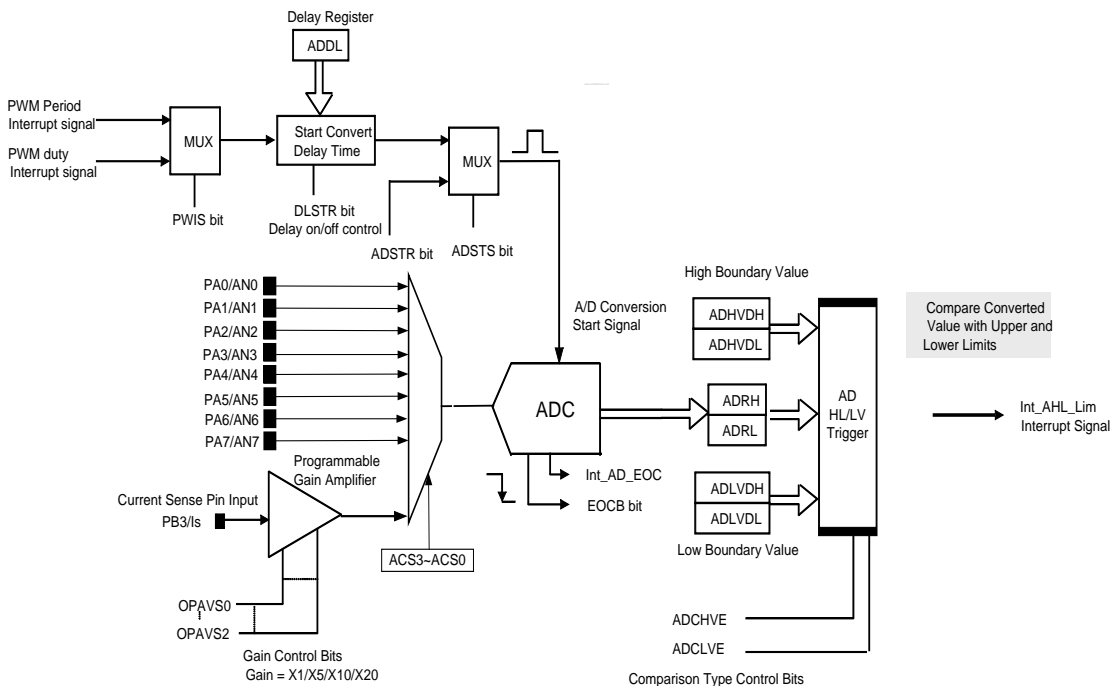 Delay Register
ADDL
PWM Period
Interrupt signal
PWM duty
Interrupt signal
MUX
Start Convert
Delay Time
MUX
PWIS bit
DLSTR bit
Delay on/off control
ADSTR bit
ADSTS bit
PA0/AN0
PA1/AN1
PA2/AN2
PA3/AN3
PA4/AN4
PA5/AN5
PA6/AN6
PA7/AN7
A/D Conversion
Start Signal
High Boundary Value
ADHVDH
ADHVDL
Compare Converted
Value with Upper and
Lower Limits
ADC
ADRH
ADRL
AD
HL/LV
Trigger
Int_AHL_Lim
Interrupt Signal
Programmable
Gain Amplifier
Current Sense Pin Input
PB3/Is
Int_AD_EOC
EOCB bit
ADLVDH
ADLVDL
Low Boundary Value
ACS3~ACS0
OPAVS0
OPAVS2
Gain Control Bits
Gain = X1/X5/X10/X20
ADCHVE
ADCLVE
Comparison Type Control Bits